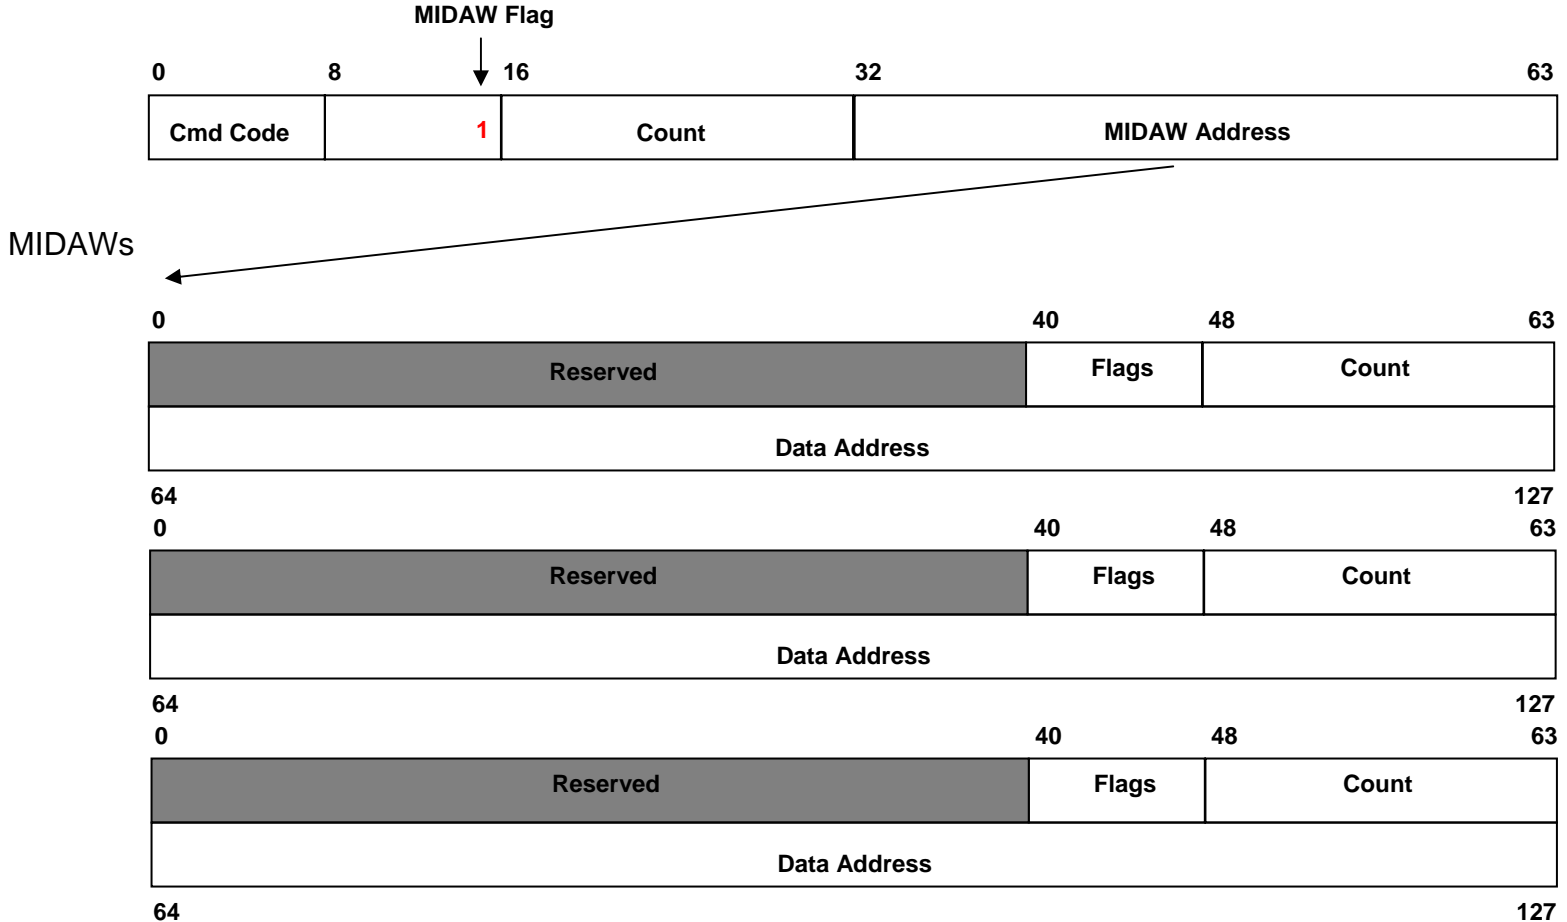 MIDAW Flag
0 8 16 32 63
Cmd Code 1 Count MIDAW Address
MIDAWs
0 40 48 63
Reserved Flags Count
Data Address
64 127
0 40 48 63
Reserved Flags Count
Data Address
64 127
0 40 48 63
Reserved Flags Count
Data Address
64 127